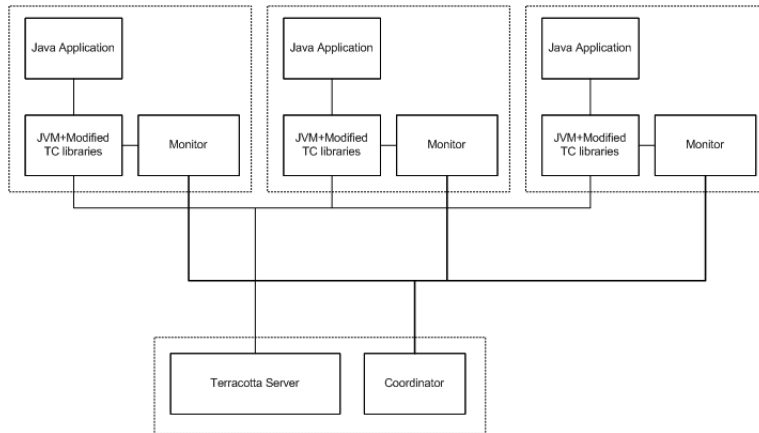 Java Application
Java Application
Java Application
JVM+Modified
TC libraries
Monitor
JVM+Modified
TC libraries
Monitor
JVM+Modified
TC libraries
Monitor
Terracotta Server
Coordinator